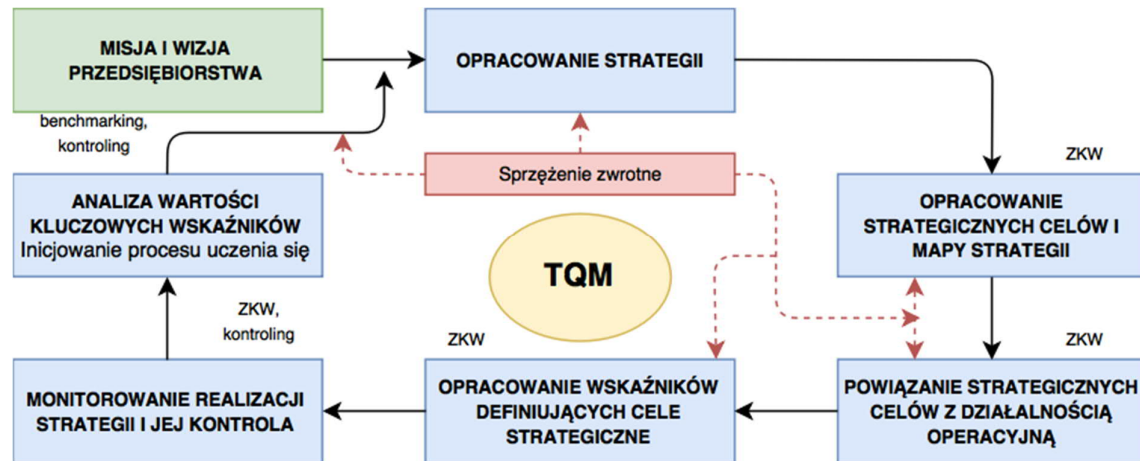 MISJA I WIZJA
PRZEDSIĘBIORSTWA
OPRACOWANIE STRATEGII
benchmarking,
kontroling
Sprzężenie zwrotne
ZKW
ANALIZA WARTOŚCI
KLUCZOWYCH WSKAŹNIKÓW
Inicjowanie procesu uczenia się
OPRACOWANIE
STRATEGICZNYCH CELÓW I
MAPY STRATEGII
TQM
ZKW,
kontroling
ZKW
ZKW
MONITOROWANIE REALIZACJI
STRATEGII I JEJ KONTROLA
OPRACOWANIE WSKAŹNIKÓW
DEFINIUJĄCYCH CELE
STRATEGICZNE
POWIĄZANIE STRATEGICZNYCH
CELÓW Z DZIAŁALNOŚCIĄ
OPERACYJNĄ